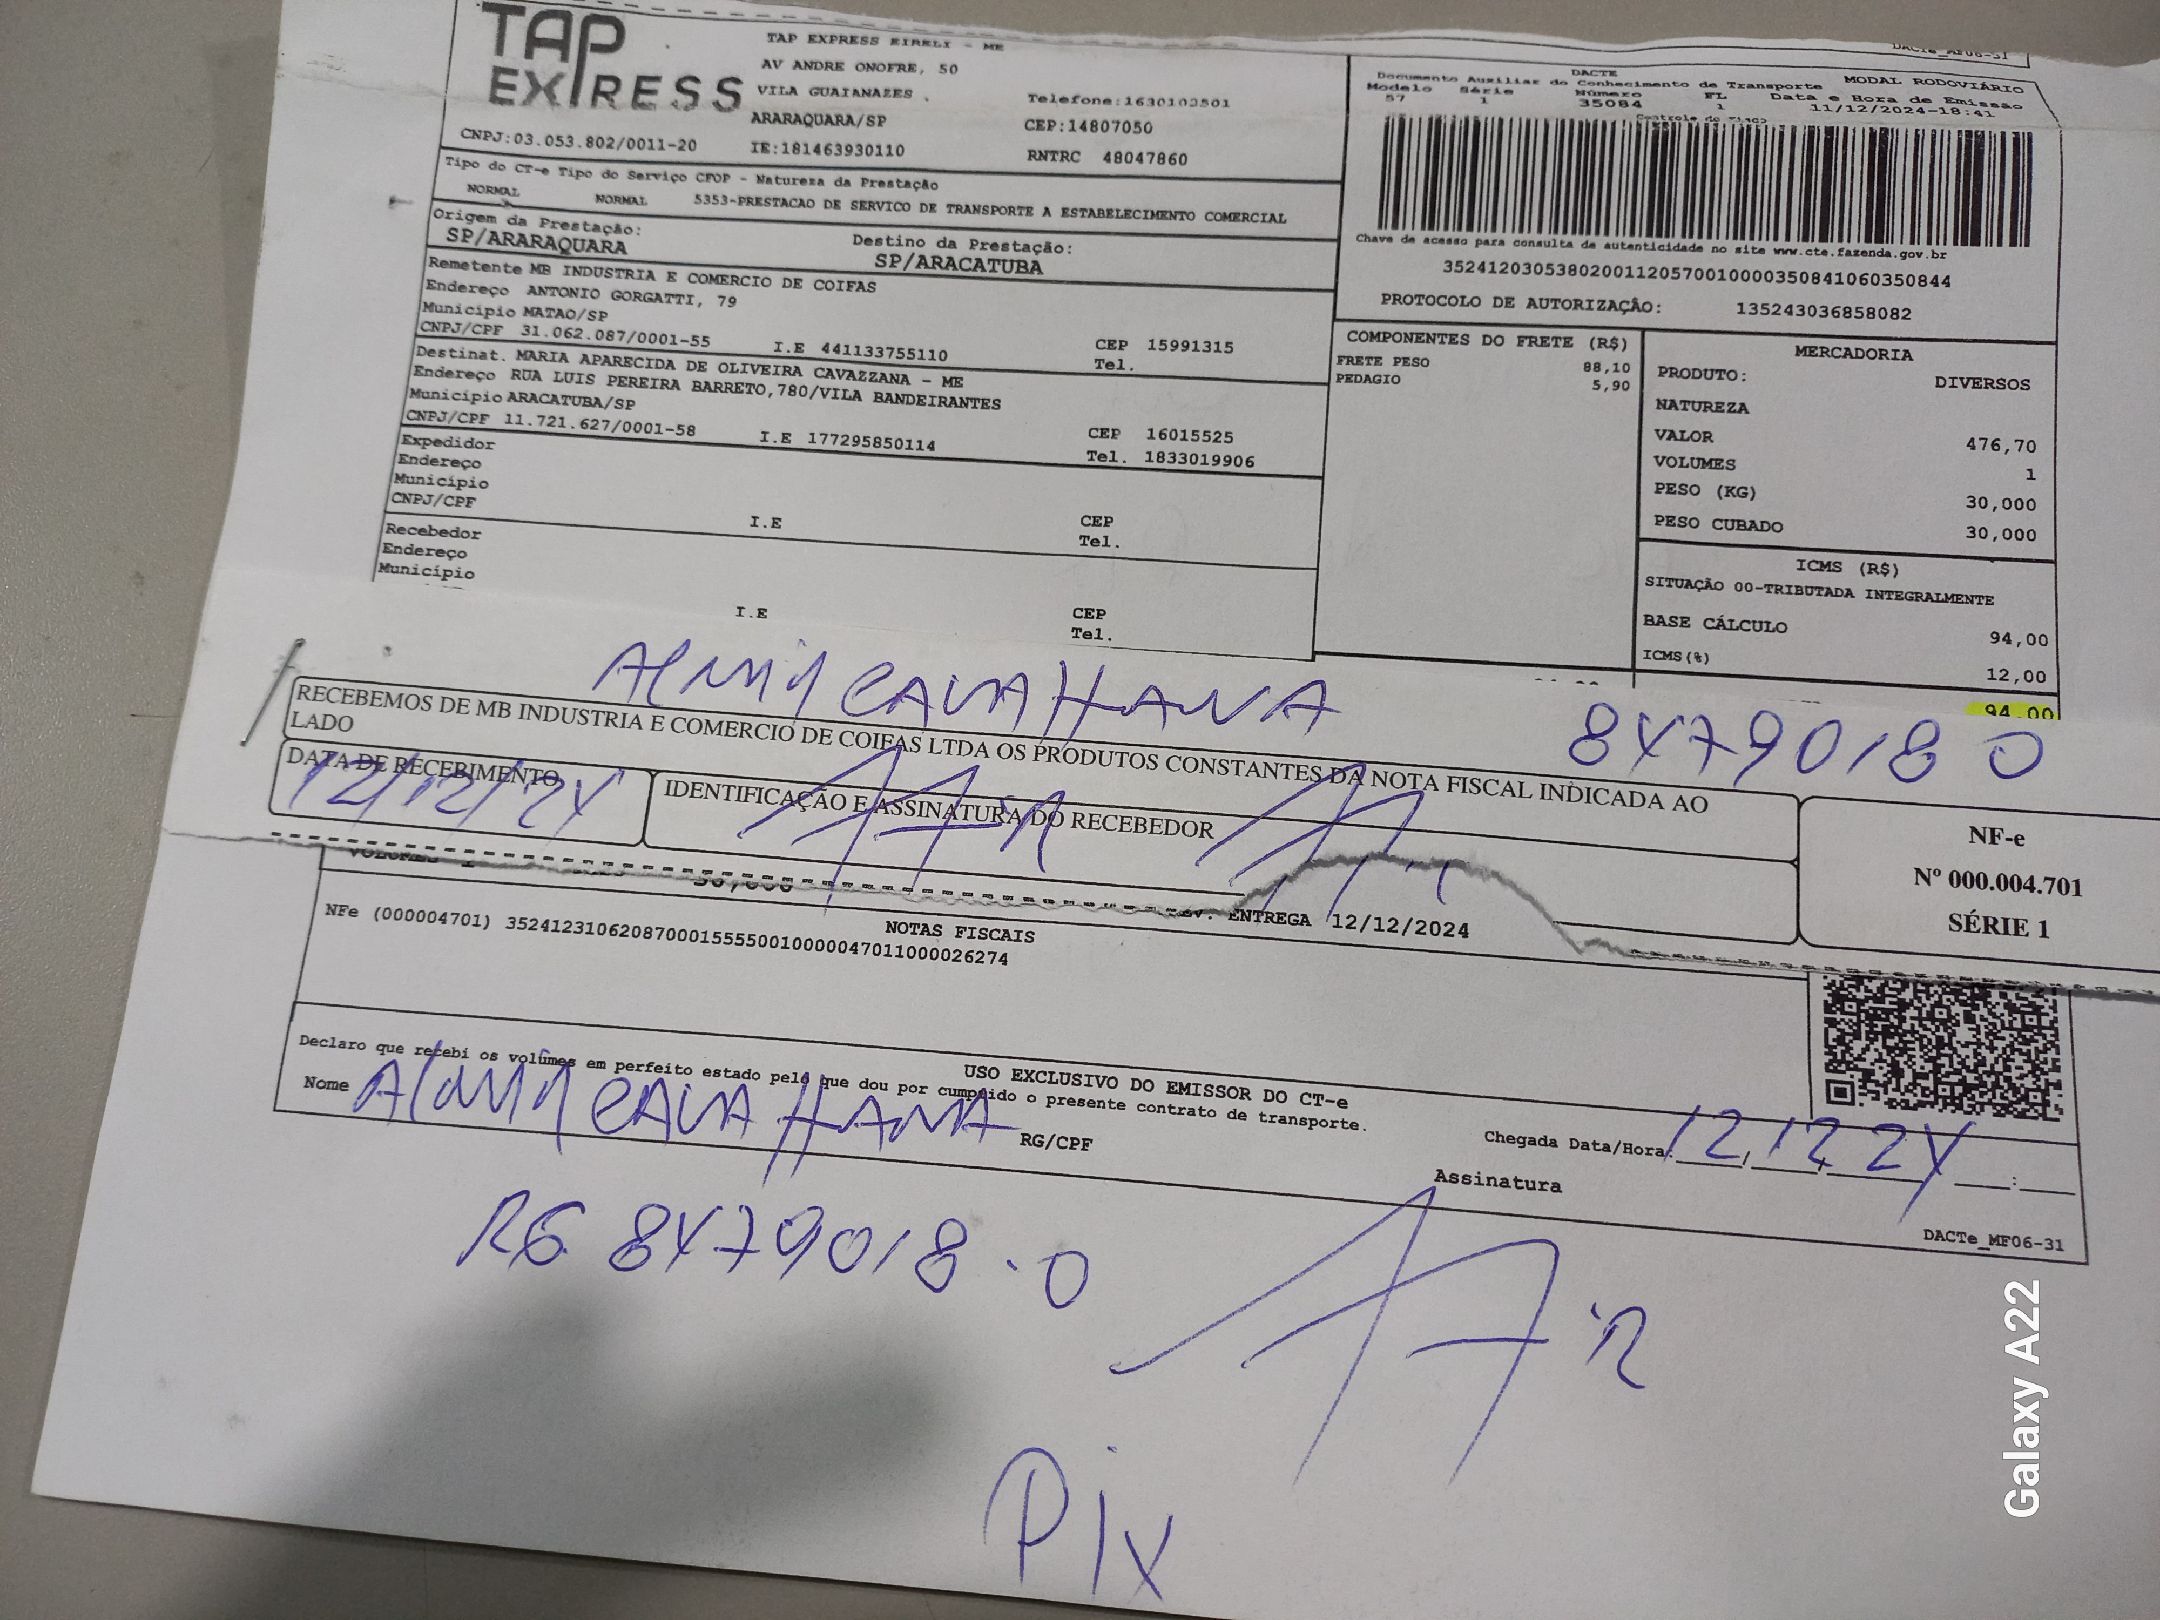 TAP EXPRESS
TAP EXPRESS EIRELI - ME
AV ANDRE ONOFRE, 50
VILA GUAIANAZES .
Telefone:1630103501
ARARAQUARA/SP
CEP:14807050
CNPJ:03.053.802/0011-20
IE:181463930110
RNTRC 48047860
Tipo do CT-e Tipo do Serviço CFOP - Natureza da Prestação
NORMAL NORMAL 5353-PRESTACAO DE SERVICO DE TRANSPORTE A ESTABELECIMENTO COMERCIAL
Origem da Prestação:
SP/ARARAQUARA
Destino da Prestação:
SP/ARACATUBA
Remetente MB INDUSTRIA E COMERCIO DE COIFAS
Endereço ANTONIO GORGATTI, 79
Município MATAO/SP
CEP 15991315
CNPJ/CPF 31.062.087/0001-55 I.E 441133755110
Tel.
Destinat. MARIA APARECIDA DE OLIVEIRA CAVAZZANA - ME
Endereço RUA LUIS PEREIRA BARRETO,780/VILA BANDEIRANTES
Município ARACATUBA/SP
CEP 16015525
CNPJ/CPF 11.721.627/0001-58 I.E 177295850114
Tel. 1833019906
Expedidor
Endereço
Município
CEP
CNPJ/CPF I.E
Tel.
Recebedor
Endereço
Município
CEP
I.E
Tel.
DACTe_MF06-31
DACTE
MODAL RODOVIÁRIO
Documento Auxiliar do Conhecimento de Transporte
Modelo Série Número FL Data e Hora de Emissão
57 1 35084 1 11/12/2024-18:41
Controle do Fisco
Chave de acesso para consulta de autenticidade no site www.cte.fazenda.gov.br
35241203053802001120570010000350841060350844
PROTOCOLO DE AUTORIZAÇÃO: 135243036858082
COMPONENTES DO FRETE (R$)
FRETE PESO 88,10
PEDAGIO 5,90
MERCADORIA
PRODUTO: DIVERSOS
NATUREZA
VALOR 476,70
VOLUMES 1
PESO (KG) 30,000
PESO CUBADO 30,000
ICMS (R$)
SITUAÇÃO 00-TRIBUTADA INTEGRALMENTE
BASE CÁLCULO 94,00
ICMS(%) 12,00
94,00
8479018 0
RECEBEMOS DE MB INDUSTRIA E COMERCIO DE COIFAS LTDA OS PRODUTOS CONSTANTES DA NOTA FISCAL INDICADA AO
LADO
DATA DE RECEBIMENTO
12/12/24
IDENTIFICAÇÃO E ASSINATURA DO RECEBEDOR
NF-e
Nº 000.004.701
SÉRIE 1
ENTREGA 12/12/2024
NOTAS FISCAIS
NFe (000004701) 35241231062087000155550010000047011000026274
USO EXCLUSIVO DO EMISSOR DO CT-e
Declaro que recebi os volumes em perfeito estado pelo que dou por cumprido o presente contrato de transporte.
Nome
RG/CPF
Chegada Data/Hora: 12/12/24 :
Assinatura
RG 8479018-0
DACTe_MF06-31
Pix
Galaxy A22